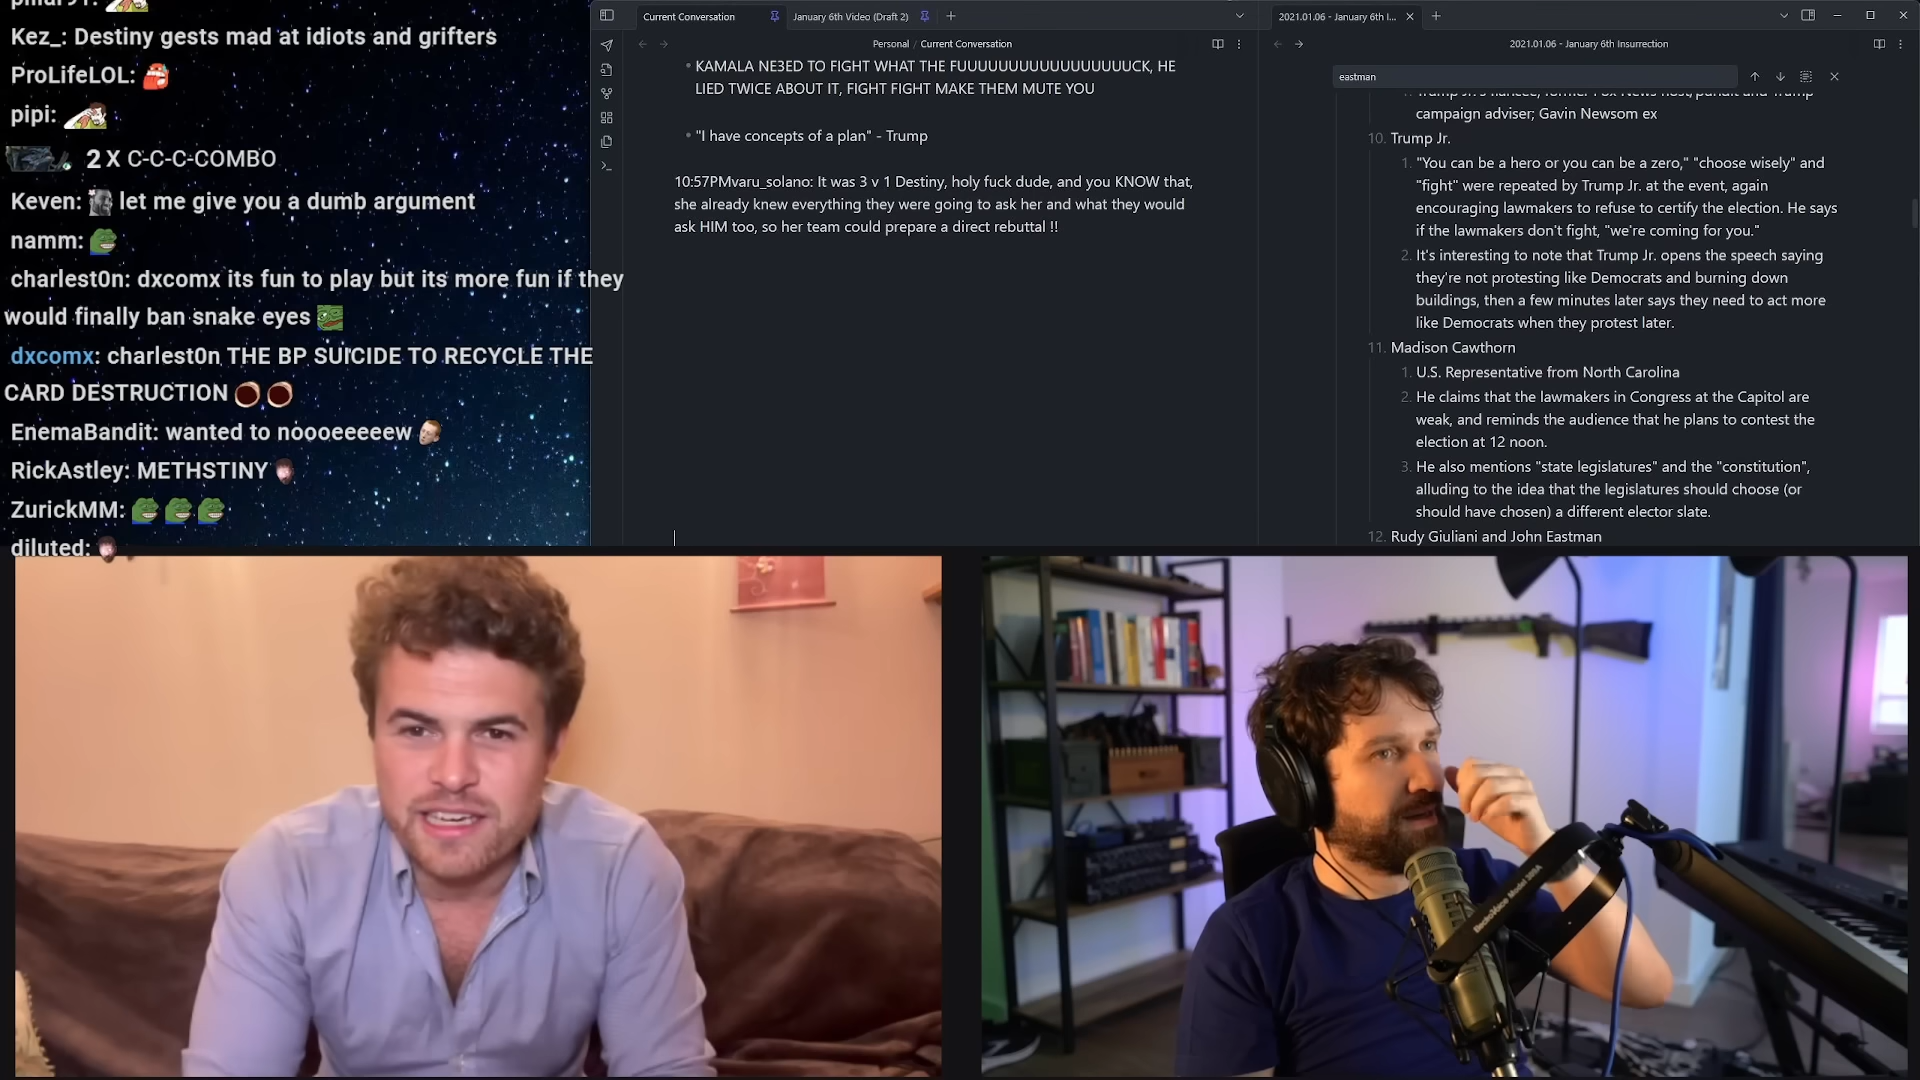 Kez_: Destiny gests mad at idiots and grifters
ProLifeLOL:
pipi:
2 X C-C-C-COMBO
Keven: let me give you a dumb argument
namm:
charlest0n: dxcomx its fun to play but its more fun if they
would finally ban snake eyes
dxcomx: charlest0n THE BP SUICIDE TO RECYCLE THE
CARD DESTRUCTION
EnemaBandit: wanted to noooeeeeew
RickAstley: METHSTINY
ZurickMM:
diluted:
Current Conversation
January 6th Video (Draft 2)
Personal / Current Conversation
• KAMALA NE3ED TO FIGHT WHAT THE FUUUUUUUUUUUUUUUUUCK, HE
LIED TWICE ABOUT IT, FIGHT FIGHT MAKE THEM MUTE YOU
• "I have concepts of a plan" - Trump
10:57PMvaru_solano: It was 3 v 1 Destiny, holy fuck dude, and you KNOW that,
she already knew everything they were going to ask her and what they would
ask HIM too, so her team could prepare a direct rebuttal !!
2021.01.06 - January 6th I...
2021.01.06 - January 6th Insurrection
eastman
campaign adviser; Gavin Newsom ex
10. Trump Jr.
1. "You can be a hero or you can be a zero," "choose wisely" and
"fight" were repeated by Trump Jr. at the event, again
encouraging lawmakers to refuse to certify the election. He says
if the lawmakers don't fight, "we're coming for you."
2. It's interesting to note that Trump Jr. opens the speech saying
they're not protesting like Democrats and burning down
buildings, then a few minutes later says they need to act more
like Democrats when they protest later.
11. Madison Cawthorn
1. U.S. Representative from North Carolina
2. He claims that the lawmakers in Congress at the Capitol are
weak, and reminds the audience that he plans to contest the
election at 12 noon.
3. He also mentions "state legislatures" and the "constitution",
alluding to the idea that the legislatures should choose (or
should have chosen) a different elector slate.
12. Rudy Giuliani and John Eastman